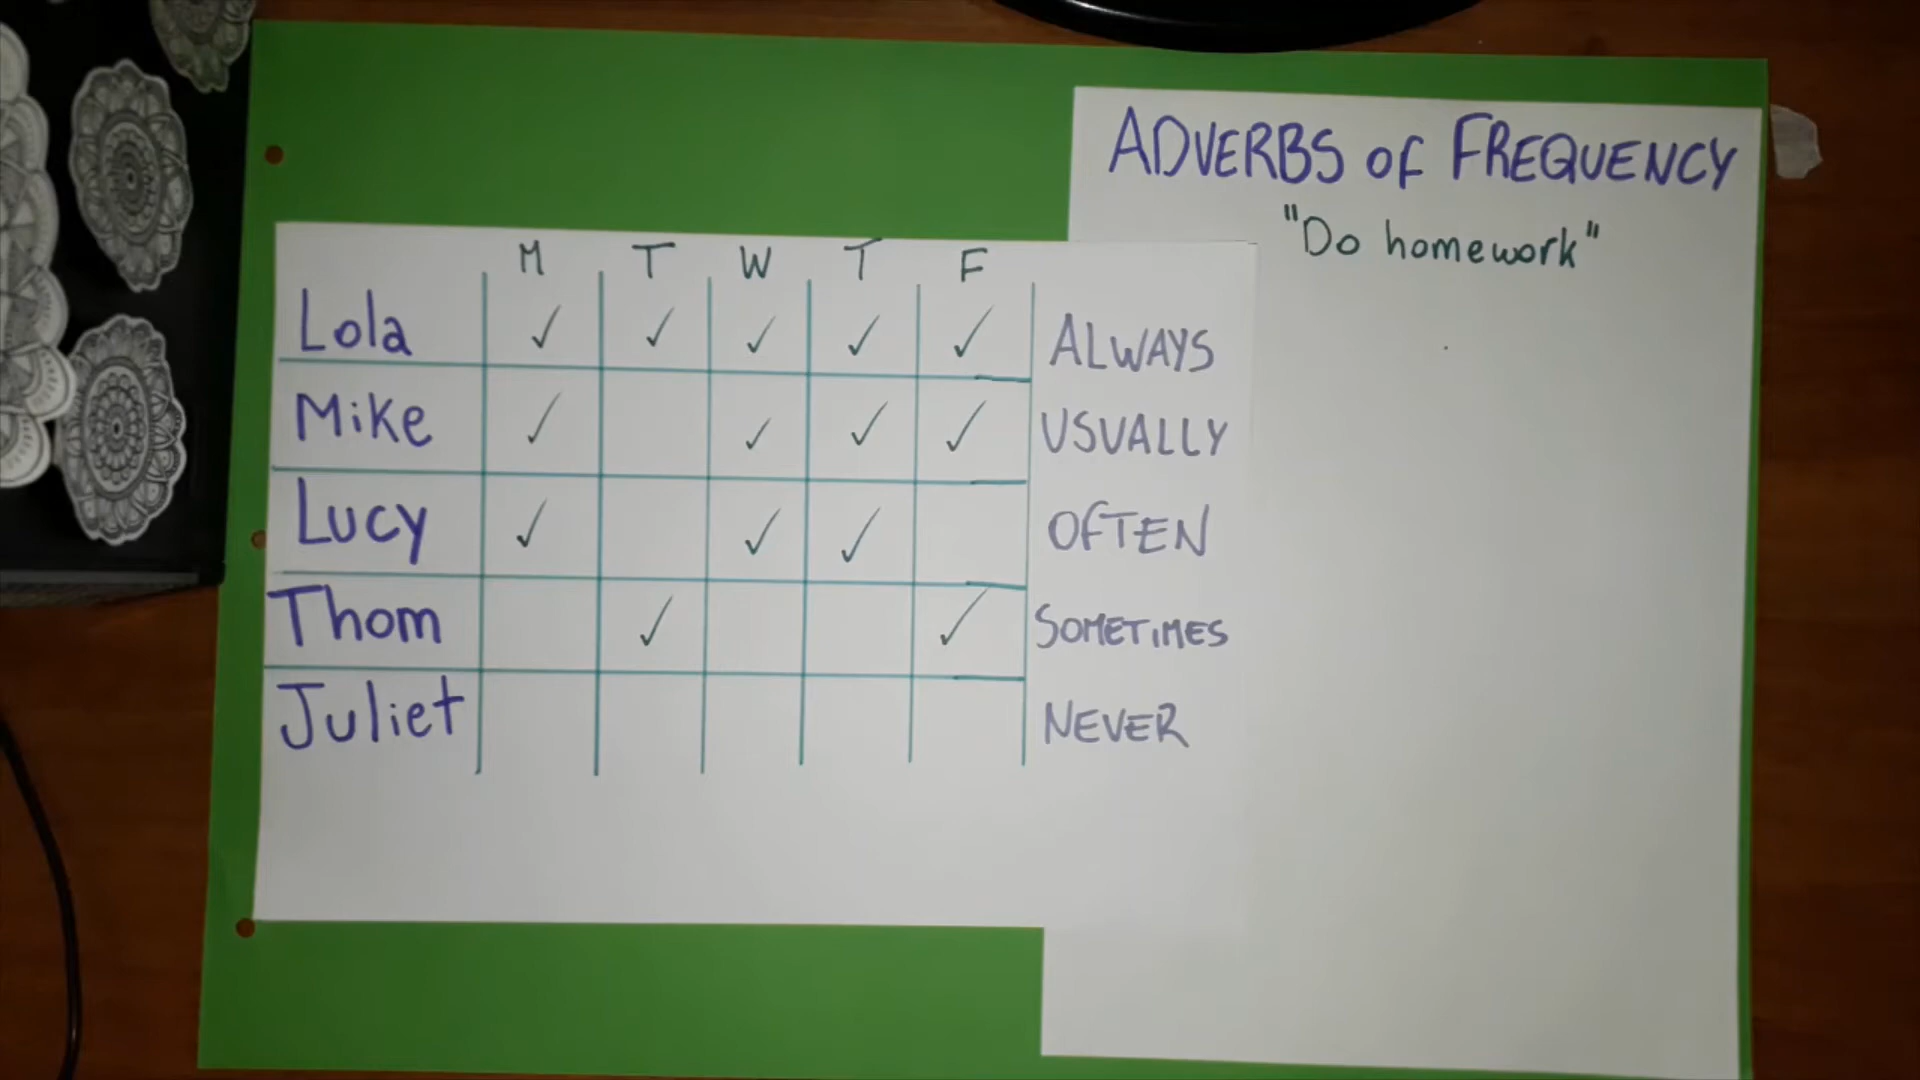 ADVERBS of FREQUENCY
"Do homework"
M T W T F
Lola ✓ ✓ ✓ ✓ ✓ ALWAYS
Mike ✓ ✓ ✓ ✓ USUALLY
Lucy ✓ ✓ ✓ OFTEN
Thom ✓ ✓ SOMETIMES
Juliet NEVER